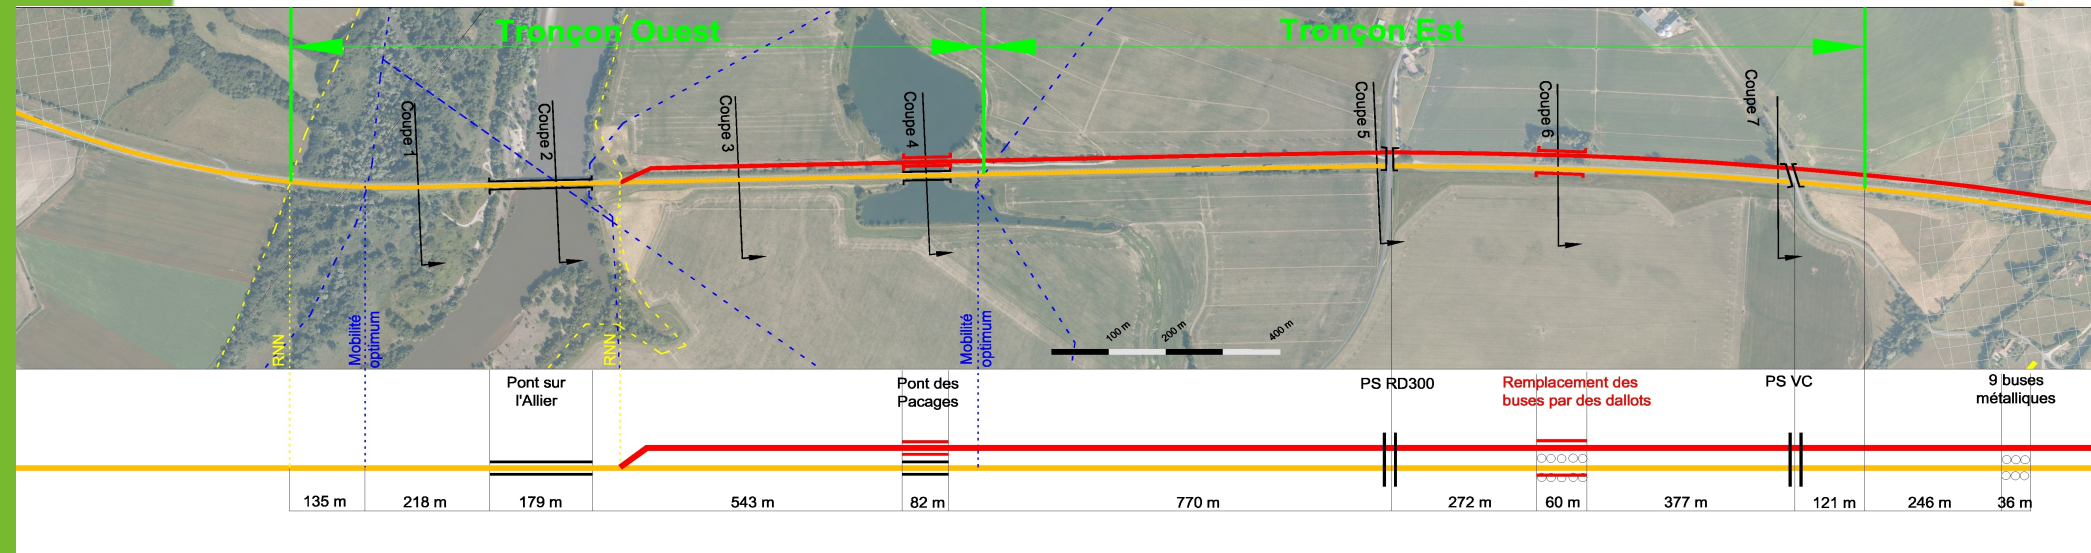 Tronçon Ouest
Tronçon Est
Coupe 1
Coupe 2
Coupe 3
Coupe 4
Coupe 5
Coupe 6
Coupe 7
RNN
Mobilité
optimum
RNN
Mobilité
optimum
100 m
200 m
400 m
Pont sur
l'Allier
Pont des
Pacages
PS RD300
Remplacement des
buses par des dallots
PS VC
9 buses
métalliques
135 m
218 m
179 m
543 m
82 m
770 m
272 m
60 m
377 m
121 m
246 m
36 m